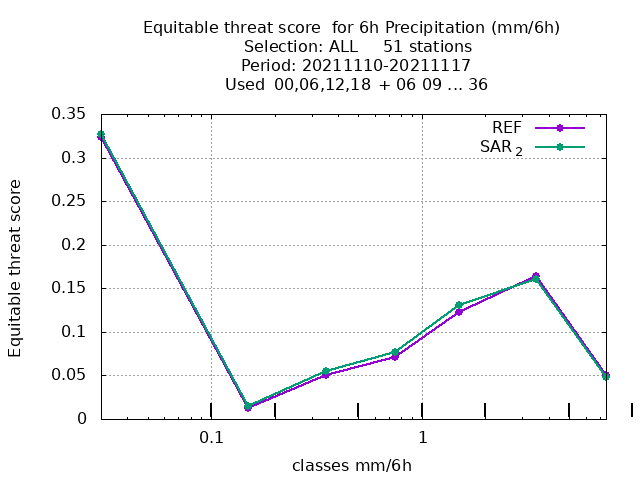 Equitable threat score  for 6h Precipitation (mm/6h)
Selection: ALL     51 stations
Period: 20211110-20211117
Used  00,06,12,18  + 06 09 ... 36
REF
SAR 2
0.35
0.3
0.25
0.2
0.15
0.1
0.05
0
Equitable threat score
0.1
1
classes mm/6h